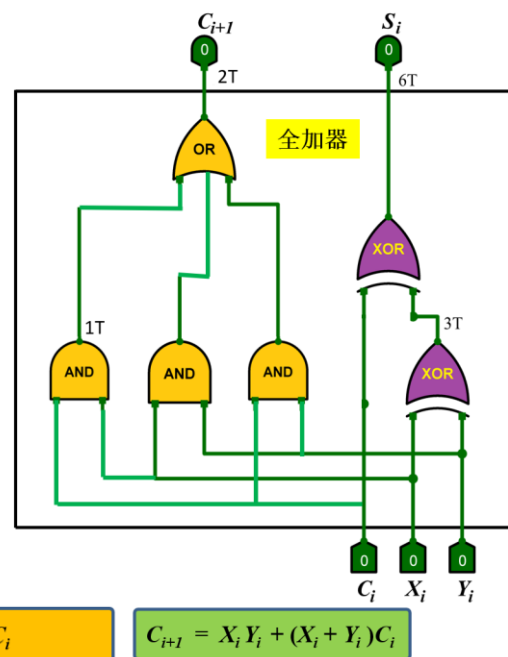 C_{i+1} S_i
0 0
2T 6T
全加器
OR
XOR
1T 3T
AND AND AND XOR
0 0 0
C_i X_i Y_i
C_i
C_{i+1} = X_i Y_i + (X_i + Y_i)C_i